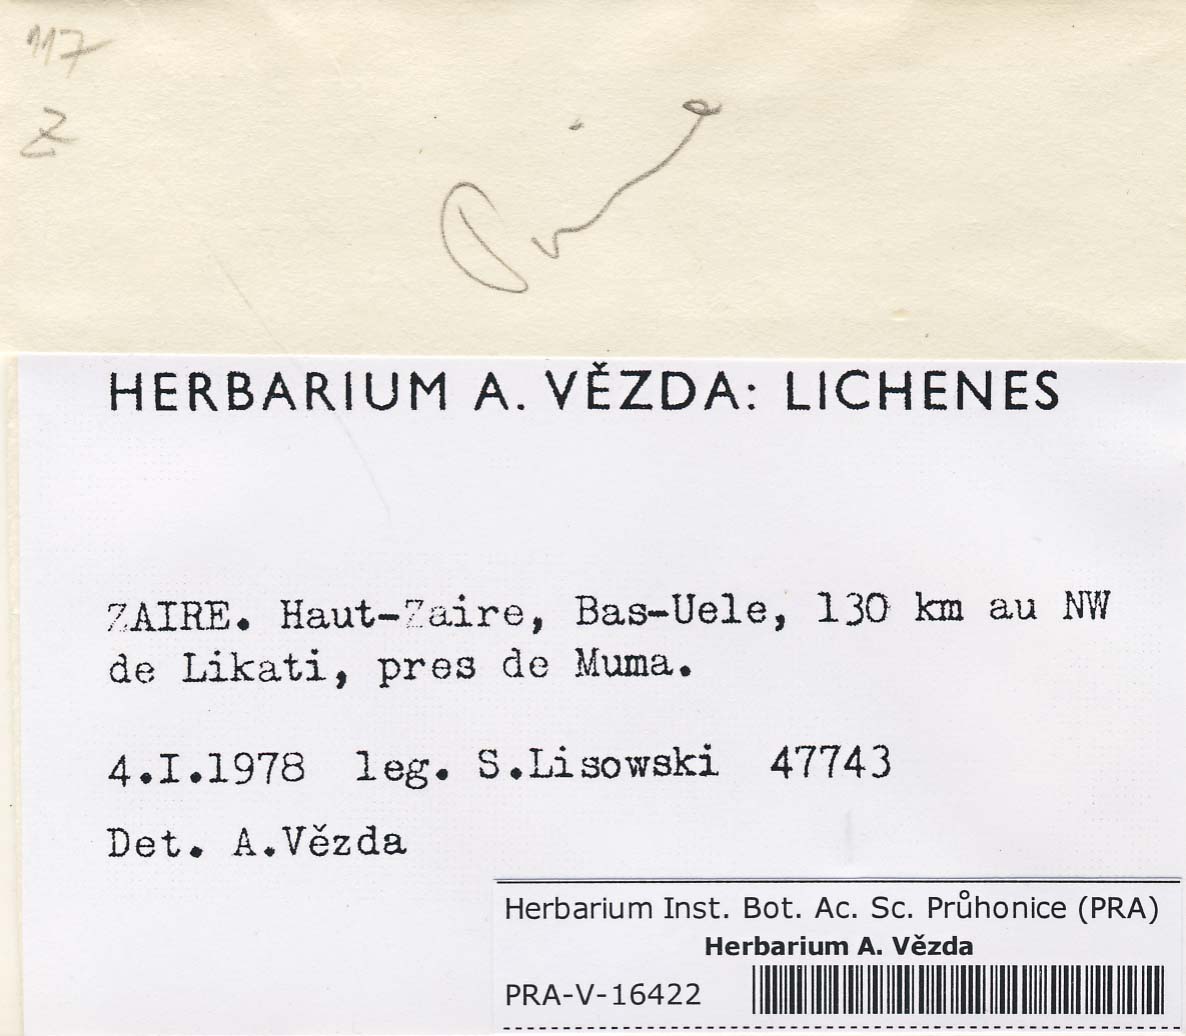 117
Z
HERBARIUM A. VĚZDA: LICHENES
ZAIRE. Haut-Zaire, Bas-Uele, 130 km au NW
de Likati, pres de Muma.
4.I.1978 leg. S.Lisowski 47743
Det. A.Vězda
Herbarium Inst. Bot. Ac. Sc. Průhonice (PRA)
Herbarium A. Vězda
PRA-V-16422